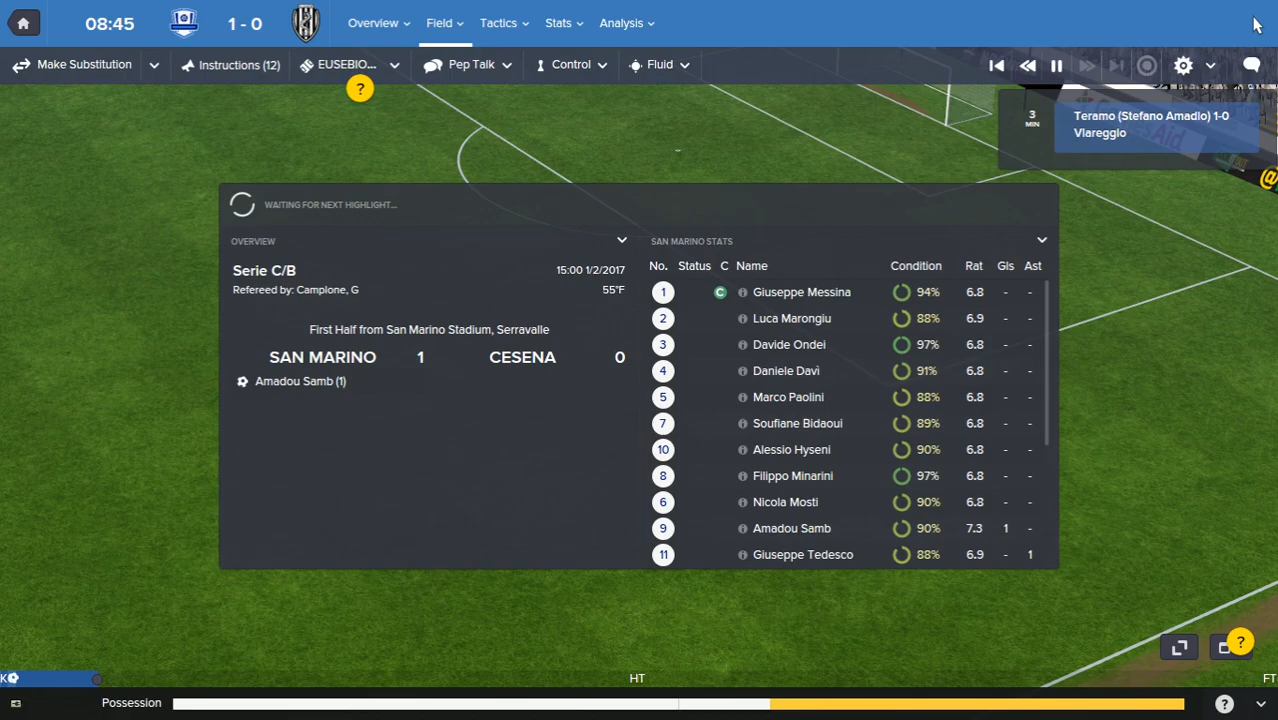 08:45
1 - 0
Overview
Field
Tactics
Stats
Analysis
Make Substitution
Instructions (12)
EUSEBIO...
Pep Talk
Control
Fluid
?
3
MIN
Teramo (Stefano Amadio) 1-0
Viareggio
WAITING FOR NEXT HIGHLIGHT...
OVERVIEW
Serie C/B
15:00 1/2/2017
Refereed by: Campione, G
55°F
First Half from San Marino Stadium, Serravalle
SAN MARINO 1 CESENA 0
Amadou Samb (1)
SAN MARINO STATS
No. Status C Name Condition Rat Gls Ast
1 C Giuseppe Messina 94% 6.8 - -
2 Luca Marongiu 88% 6.9 - -
3 Davide Ondei 97% 6.8 - -
4 Daniele Davì 91% 6.8 - -
5 Marco Paolini 88% 6.8 - -
7 Soufiane Bidaoui 89% 6.8 - -
10 Alessio Hyseni 90% 6.8 - -
8 Filippo Minarini 97% 6.8 - -
6 Nicola Mosti 90% 6.8 - -
9 Amadou Samb 90% 7.3 1 -
11 Giuseppe Tedesco 88% 6.9 - 1
?
K
HT
FT
Possession
?